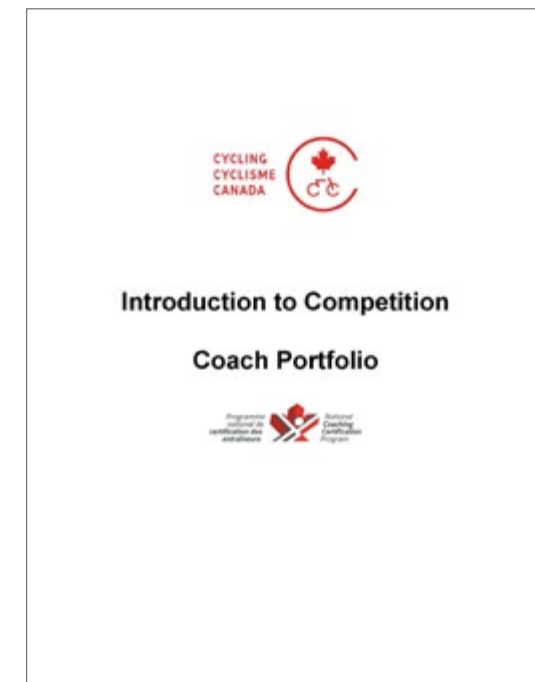 CYCLING
CYCLISME
CANADA
Introduction to Competition
Coach Portfolio
Programme
national de
certification des
entraîneurs
National
Coaching
Certification
Program